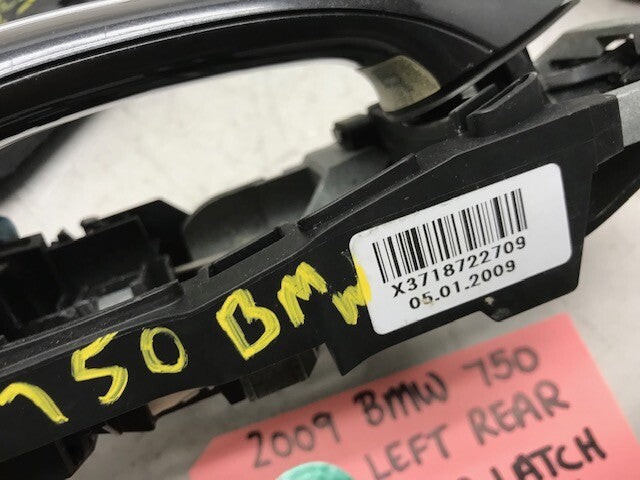 X3718722709
05.01.2009
750 BMW
2009 BMW 750
LEFT REAR
LATCH